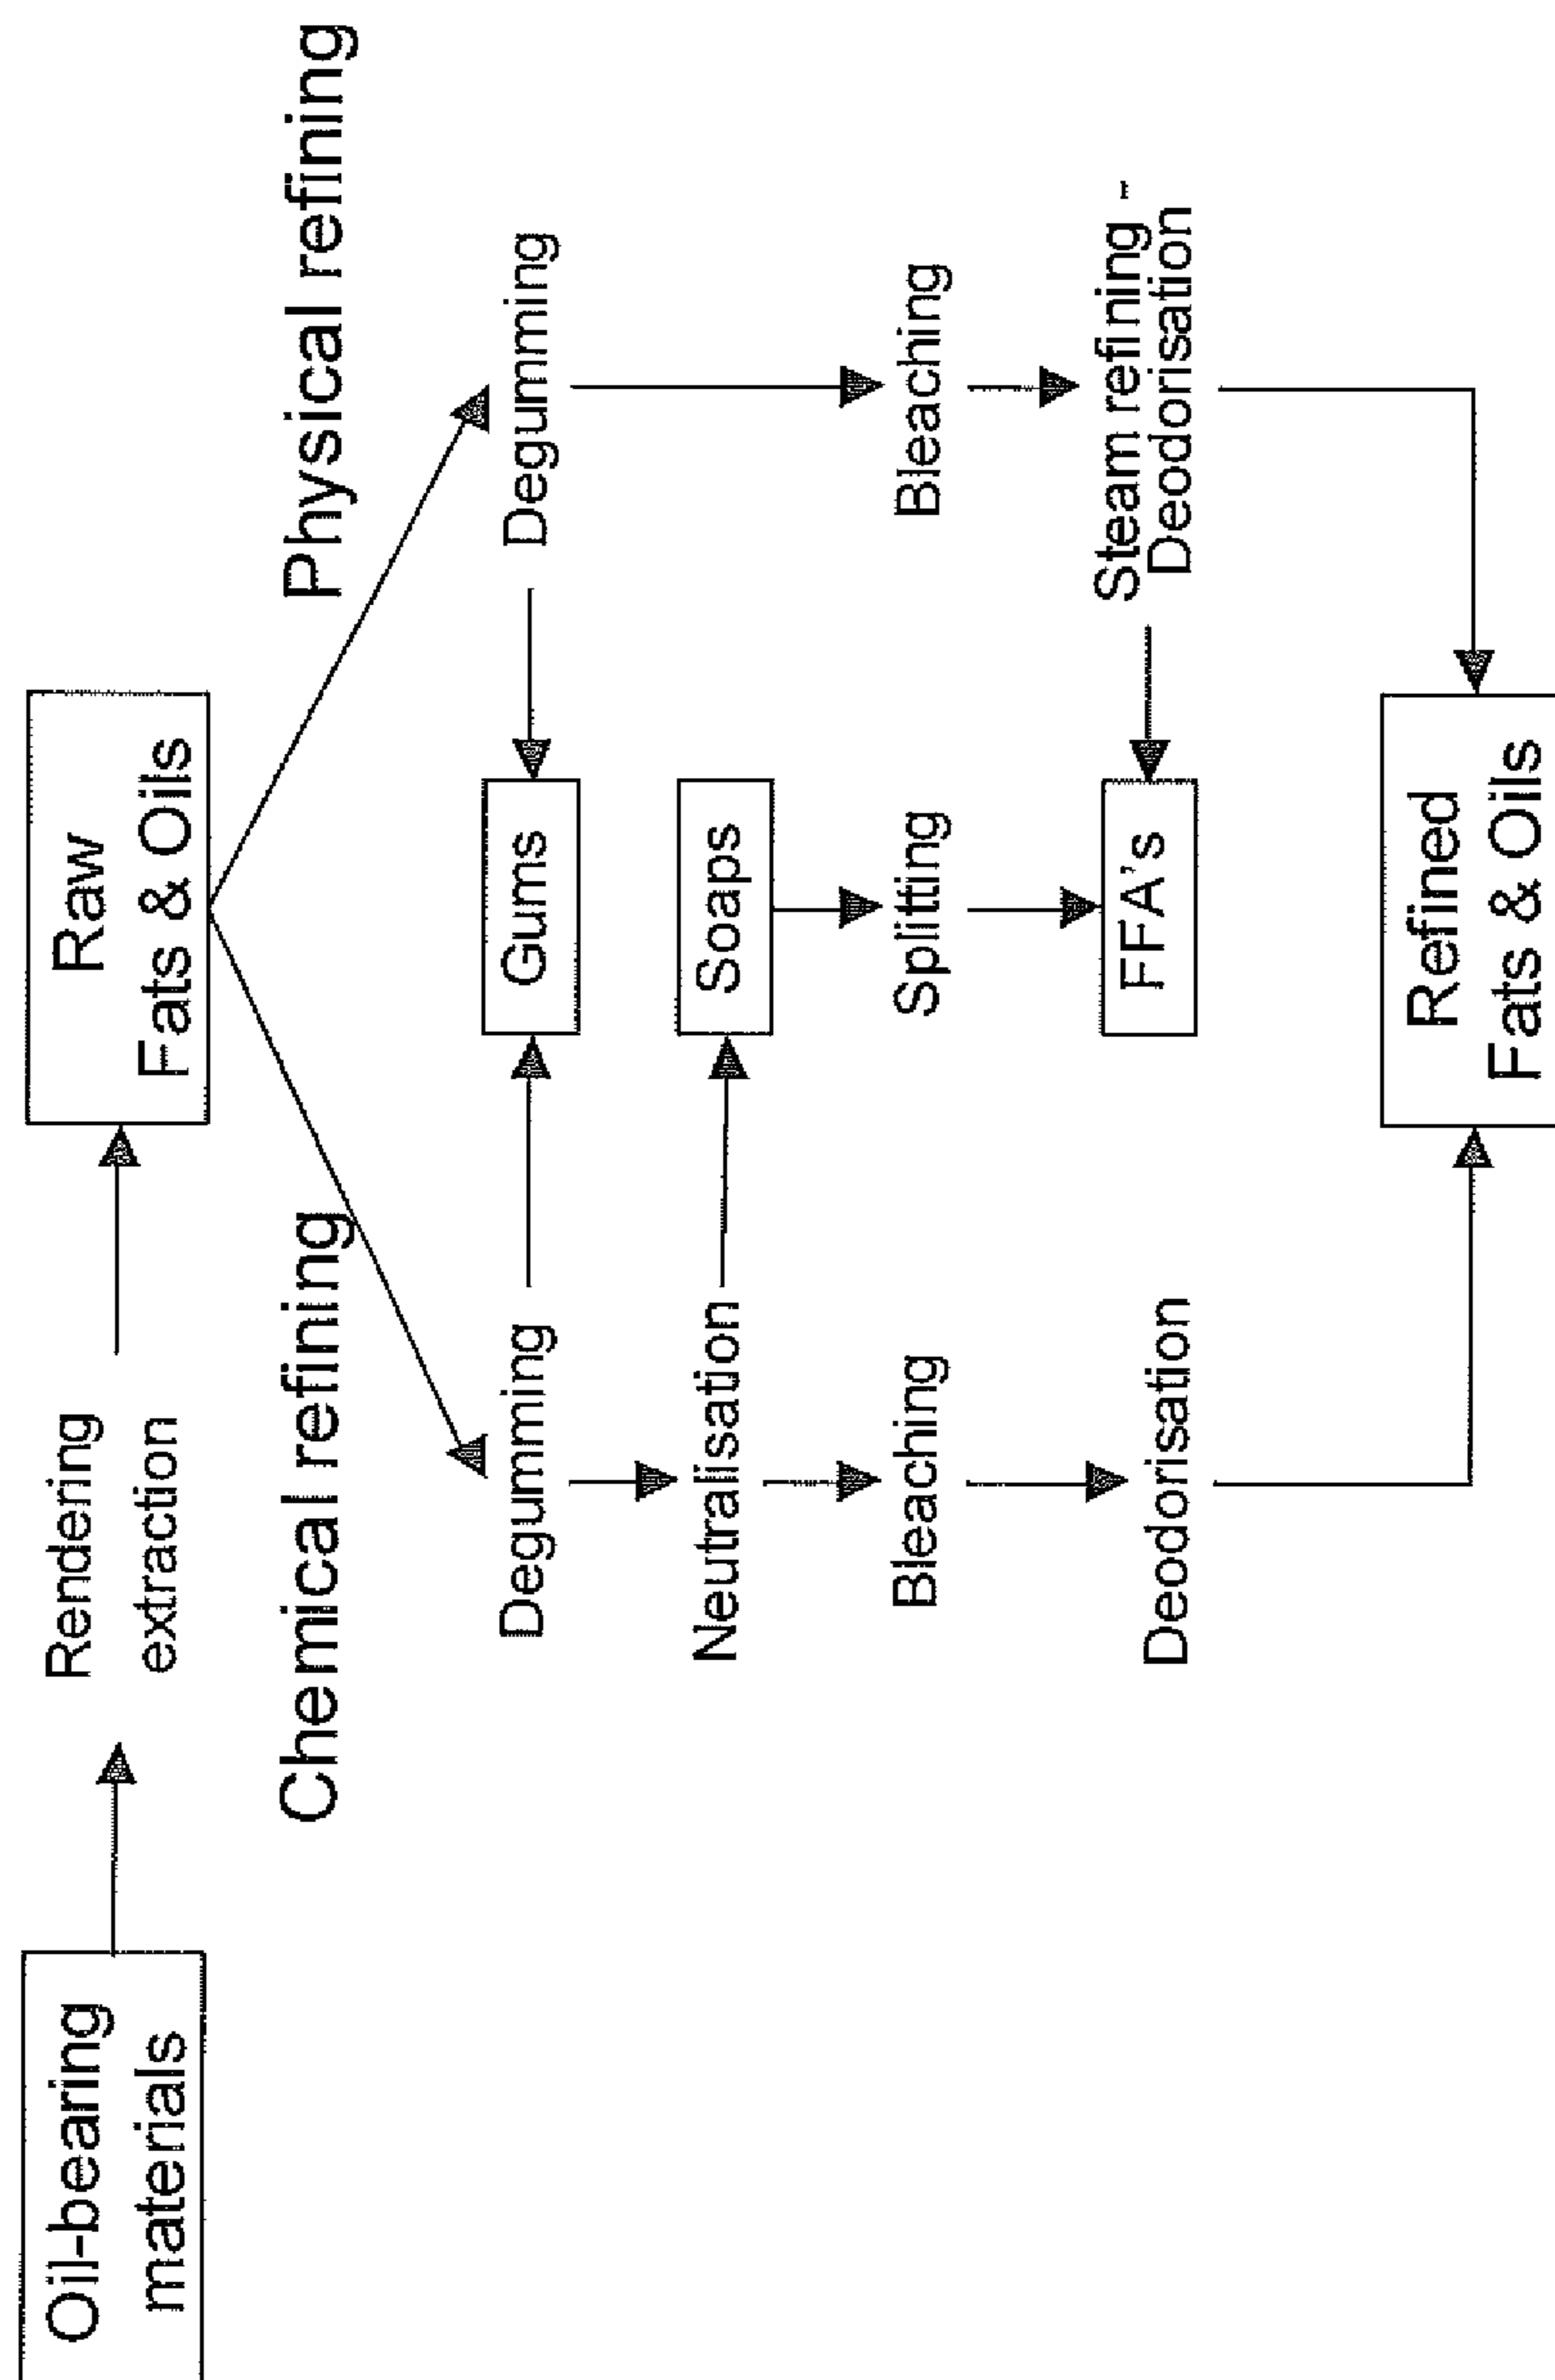 Oil-bearing
materials
Rendering
extraction
Raw
Fats & Oils
Chemical refining
Physical refining
Degumming
Gums
Degumming
Neutralisation
Soaps
Bleaching
Splitting
Bleaching
Deodorisation
FFA's
Steam refining -
Deodorisation
Refined
Fats & Oils